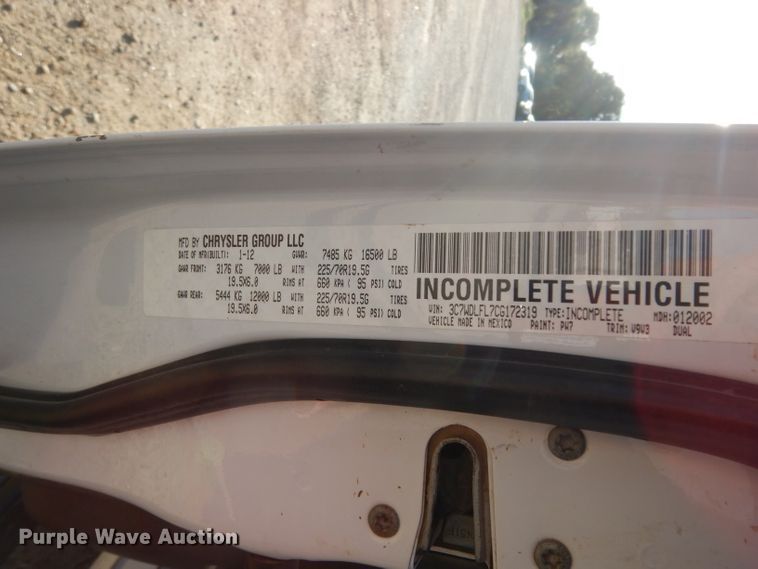 MFD BY CHRYSLER GROUP LLC
DATE OF MFR(BUILT): 1-12 GVWR: 7485 KG 16500 LB
GAWR FRONT: 3176 KG 7000 LB WITH 225/70R19.5G TIRES
19.5X6.0 RIMS AT 660 KPA( 95 PSI) COLD
GAWR REAR: 5444 KG 12000 LB WITH 225/70R19.5G TIRES
19.5X6.0 RIMS AT 660 KPA( 95 PSI) COLD
INCOMPLETE VEHICLE
VIN: 3C7WDLFL7CG172319 TYPE:INCOMPLETE MDH:012002
VEHICLE MADE IN MEXICO PAINT: PW7 TRIM: V9V3 DUAL
Purple Wave Auction